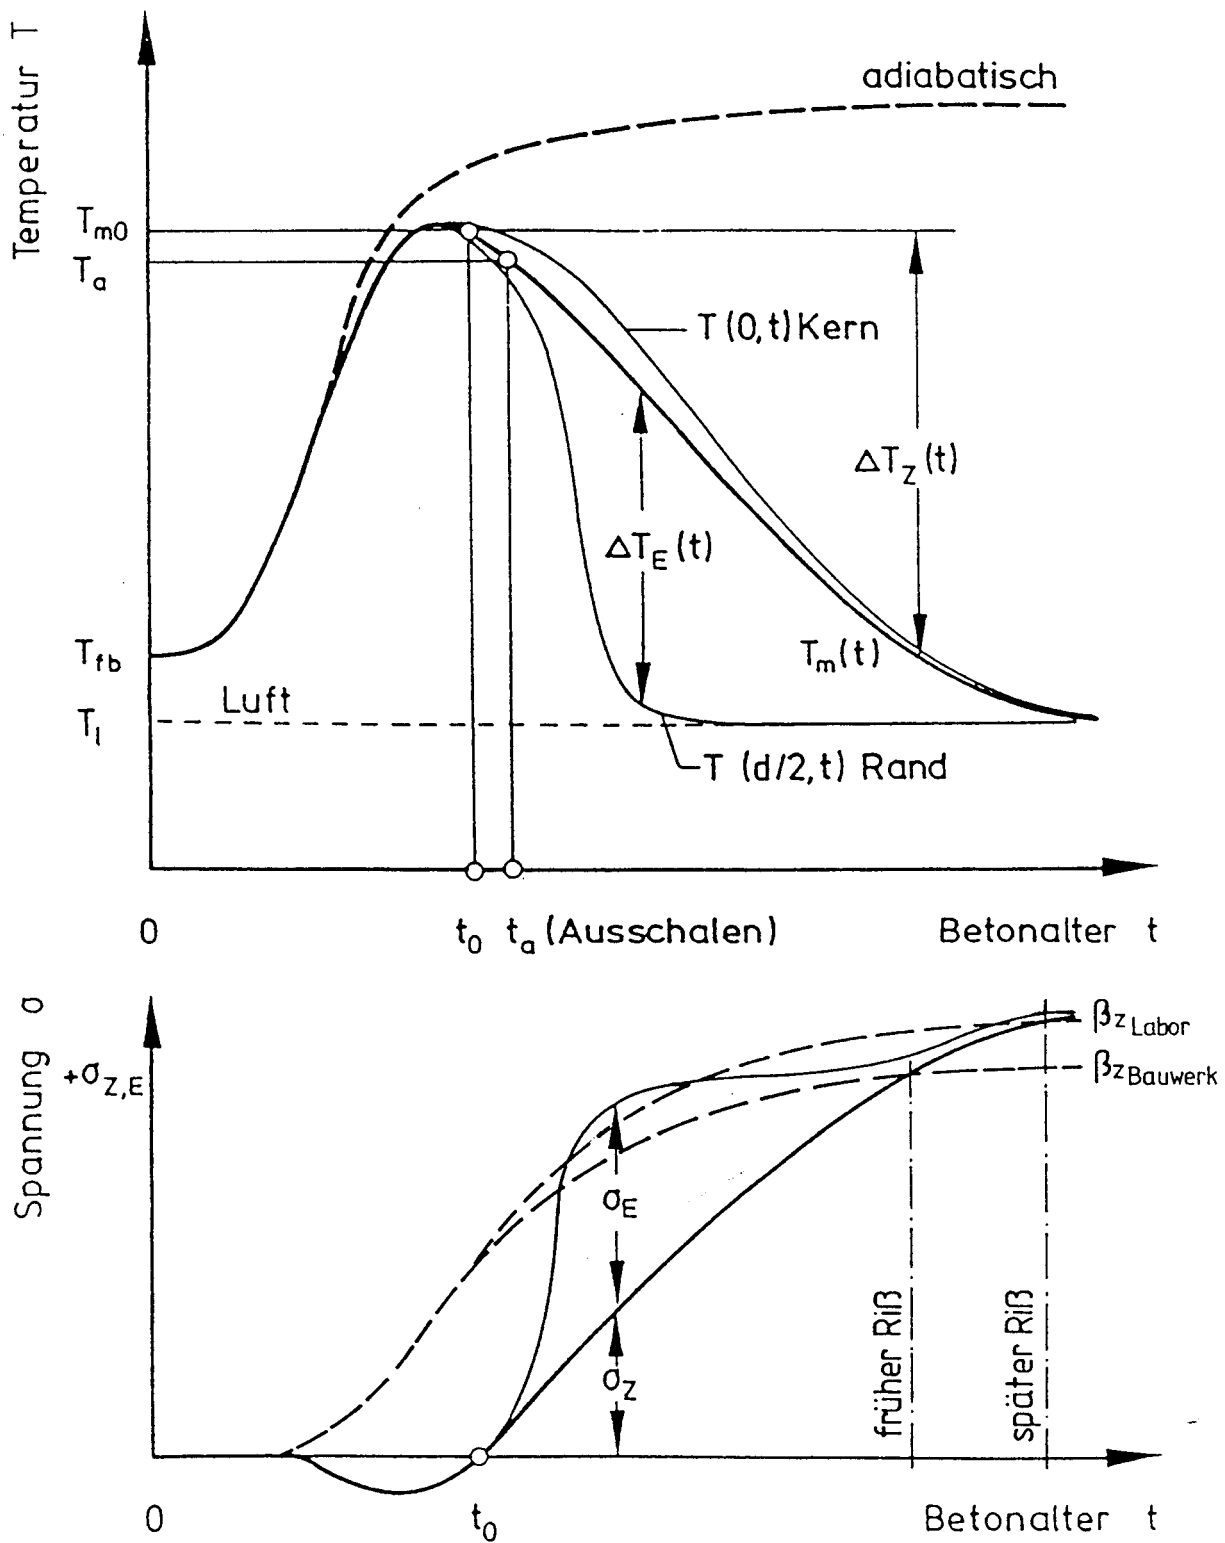 Temperatur T
adiabatisch
T_m0
T_a
T (0,t) Kern
ΔT_Z (t)
ΔT_E (t)
T_fb
T_m(t)
Luft
T_l
T (d/2,t) Rand
0
t_0
t_a (Ausschalen)
Betonalter t
Spannung σ
+σ_Z,E
β_Z Labor
β_Z Bauwerk
σ_E
σ_Z
früher Riß
später Riß
0
t_0
Betonalter t